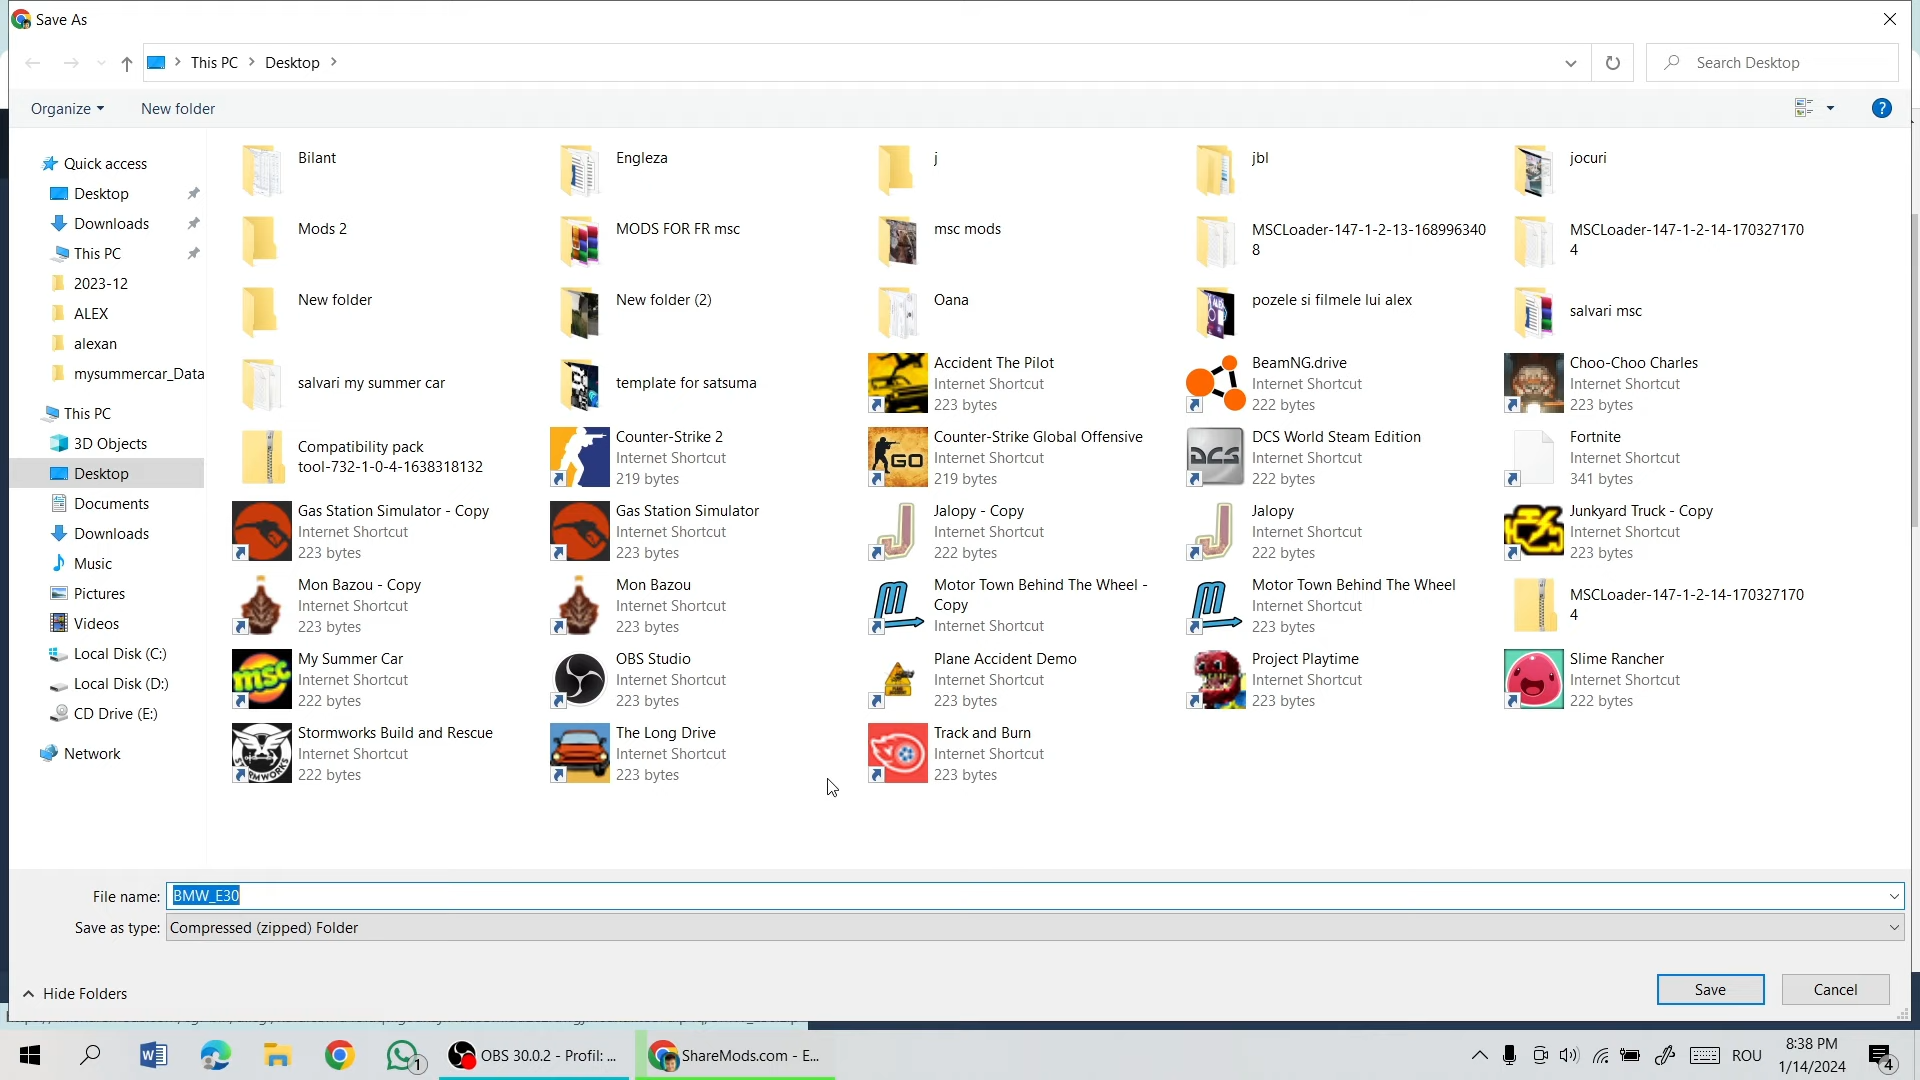 Save As
This PC
Desktop
Search Desktop
Organize
New folder
?
Quick access
Desktop
Downloads
This PC
2023-12
ALEX
alexan
mysummercar_Data
This PC
3D Objects
Desktop
Documents
Downloads
Music
Pictures
Videos
Local Disk (C:)
Local Disk (D:)
CD Drive (E:)
Network
Bilant
Engleza
j
jbl
jocuri
Mods 2
MODS FOR FR msc
msc mods
MSCLoader-147-1-2-13-168996340
8
MSCLoader-147-1-2-14-170327170
4
New folder
New folder (2)
Oana
pozele si filmele lui alex
salvari msc
salvari my summer car
template for satsuma
Accident The Pilot
Internet Shortcut
223 bytes
BeamNG.drive
Internet Shortcut
222 bytes
Choo-Choo Charles
Internet Shortcut
223 bytes
Compatibility pack
tool-732-1-0-4-1638318132
Counter-Strike 2
Internet Shortcut
219 bytes
GO
Counter-Strike Global Offensive
Internet Shortcut
219 bytes
DCS
DCS World Steam Edition
Internet Shortcut
222 bytes
Fortnite
Internet Shortcut
341 bytes
Gas Station Simulator - Copy
Internet Shortcut
223 bytes
Gas Station Simulator
Internet Shortcut
223 bytes
Jalopy - Copy
Internet Shortcut
222 bytes
Jalopy
Internet Shortcut
222 bytes
Junkyard Truck - Copy
Internet Shortcut
223 bytes
Mon Bazou - Copy
Internet Shortcut
223 bytes
Mon Bazou
Internet Shortcut
223 bytes
Motor Town Behind The Wheel -
Copy
Internet Shortcut
Motor Town Behind The Wheel
Internet Shortcut
223 bytes
MSCLoader-147-1-2-14-170327170
4
msc
My Summer Car
Internet Shortcut
222 bytes
OBS Studio
Internet Shortcut
223 bytes
Plane Accident Demo
Internet Shortcut
223 bytes
Project Playtime
Internet Shortcut
223 bytes
Slime Rancher
Internet Shortcut
222 bytes
Stormworks Build and Rescue
Internet Shortcut
222 bytes
The Long Drive
Internet Shortcut
223 bytes
Track and Burn
Internet Shortcut
223 bytes
File name: BMW_E30
Save as type: Compressed (zipped) Folder
Hide Folders
Save
Cancel
1
OBS 30.0.2 - Profil: ...
ShareMods.com - E...
ROU
8:38 PM
1/14/2024
4